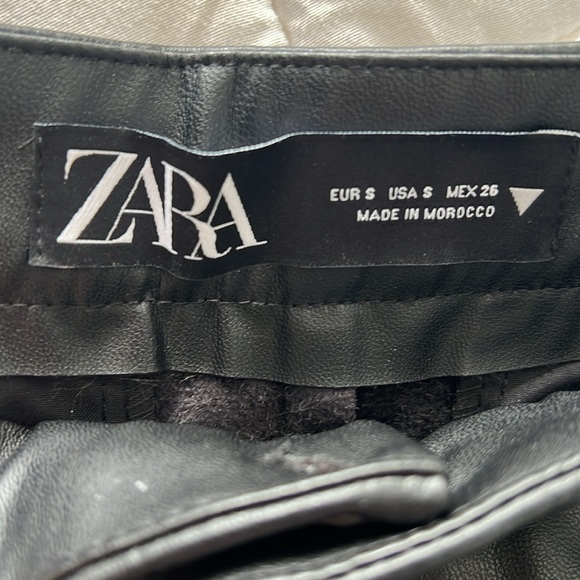 ZARA
EUR S USA S MEX 26
MADE IN MOROCCO